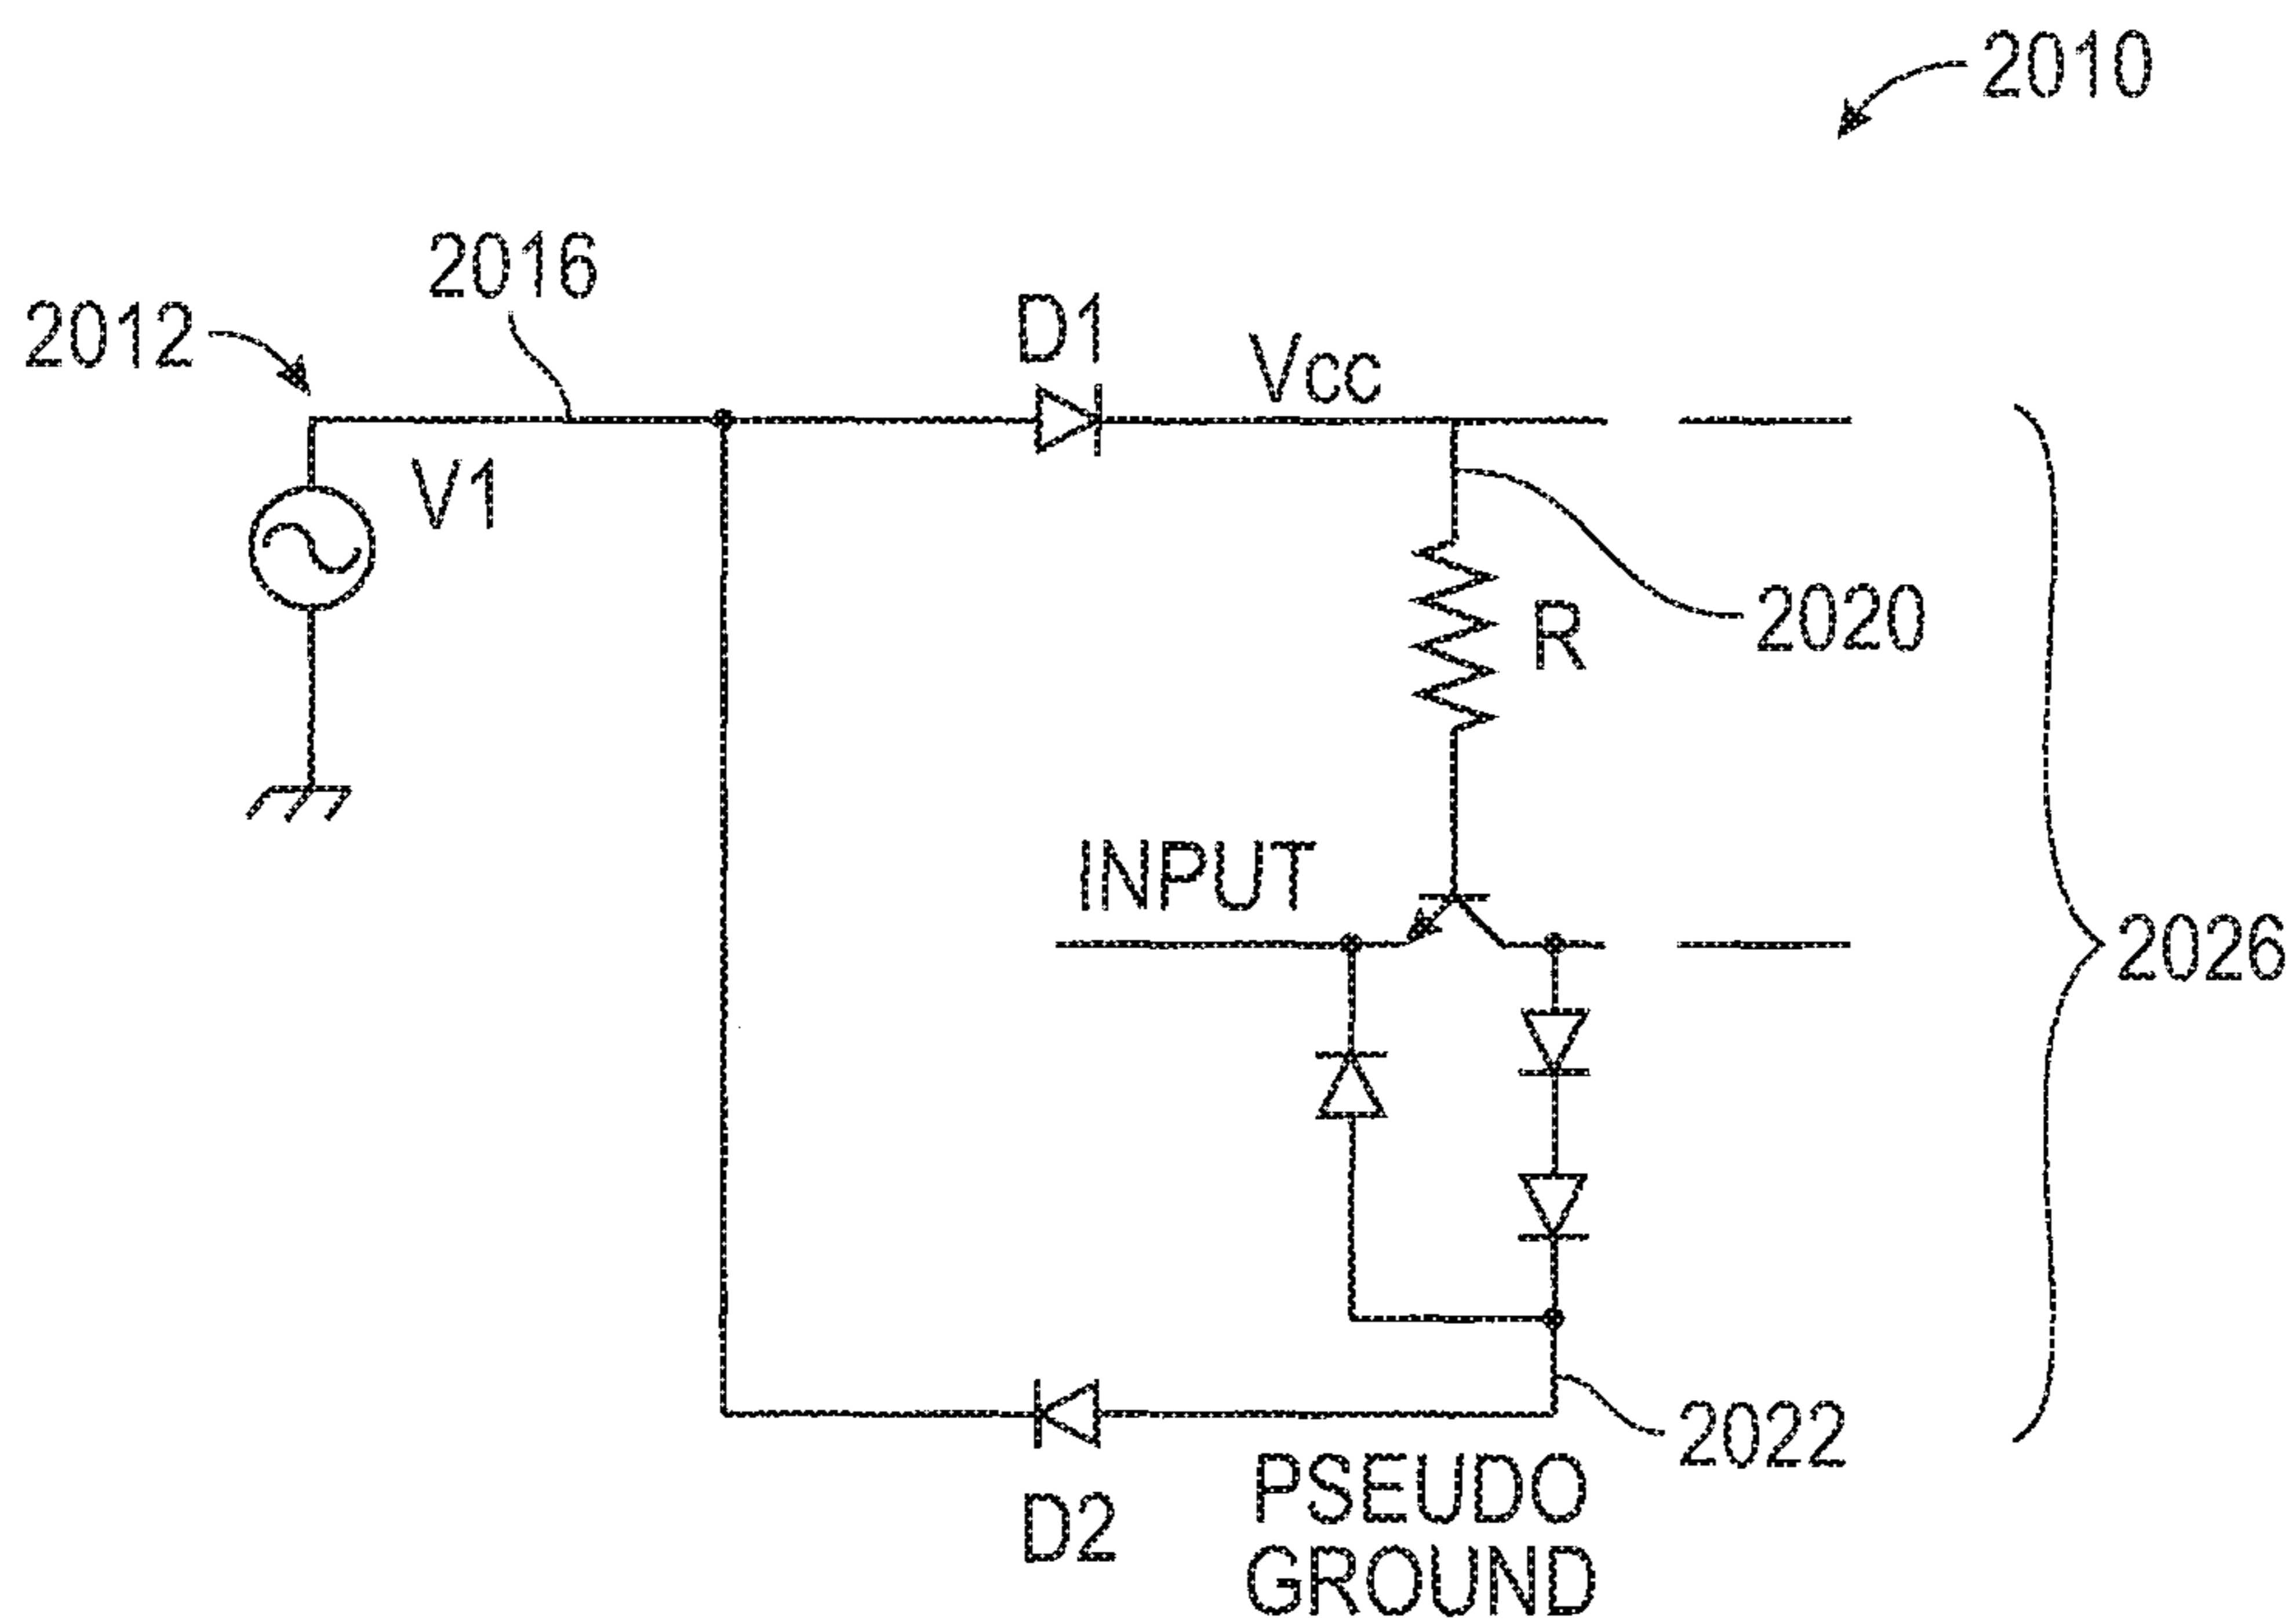 2010
2016
2012
D1
Vcc
V1
2020
R
INPUT
2026
2022
D2
PSEUDO
GROUND